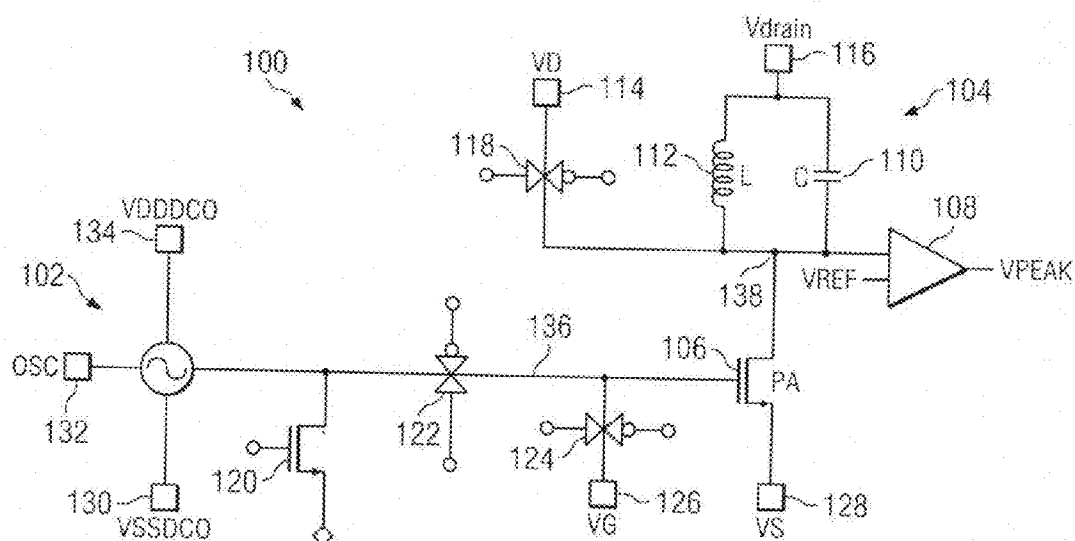 Vdrain
100
VD
116
114
104
118
112
L
C
110
VDDDCO
134
108
102
VREF
VPEAK
138
136
106
OSC
PA
132
122
124
120
130
126
128
VSSDCO
VG
VS